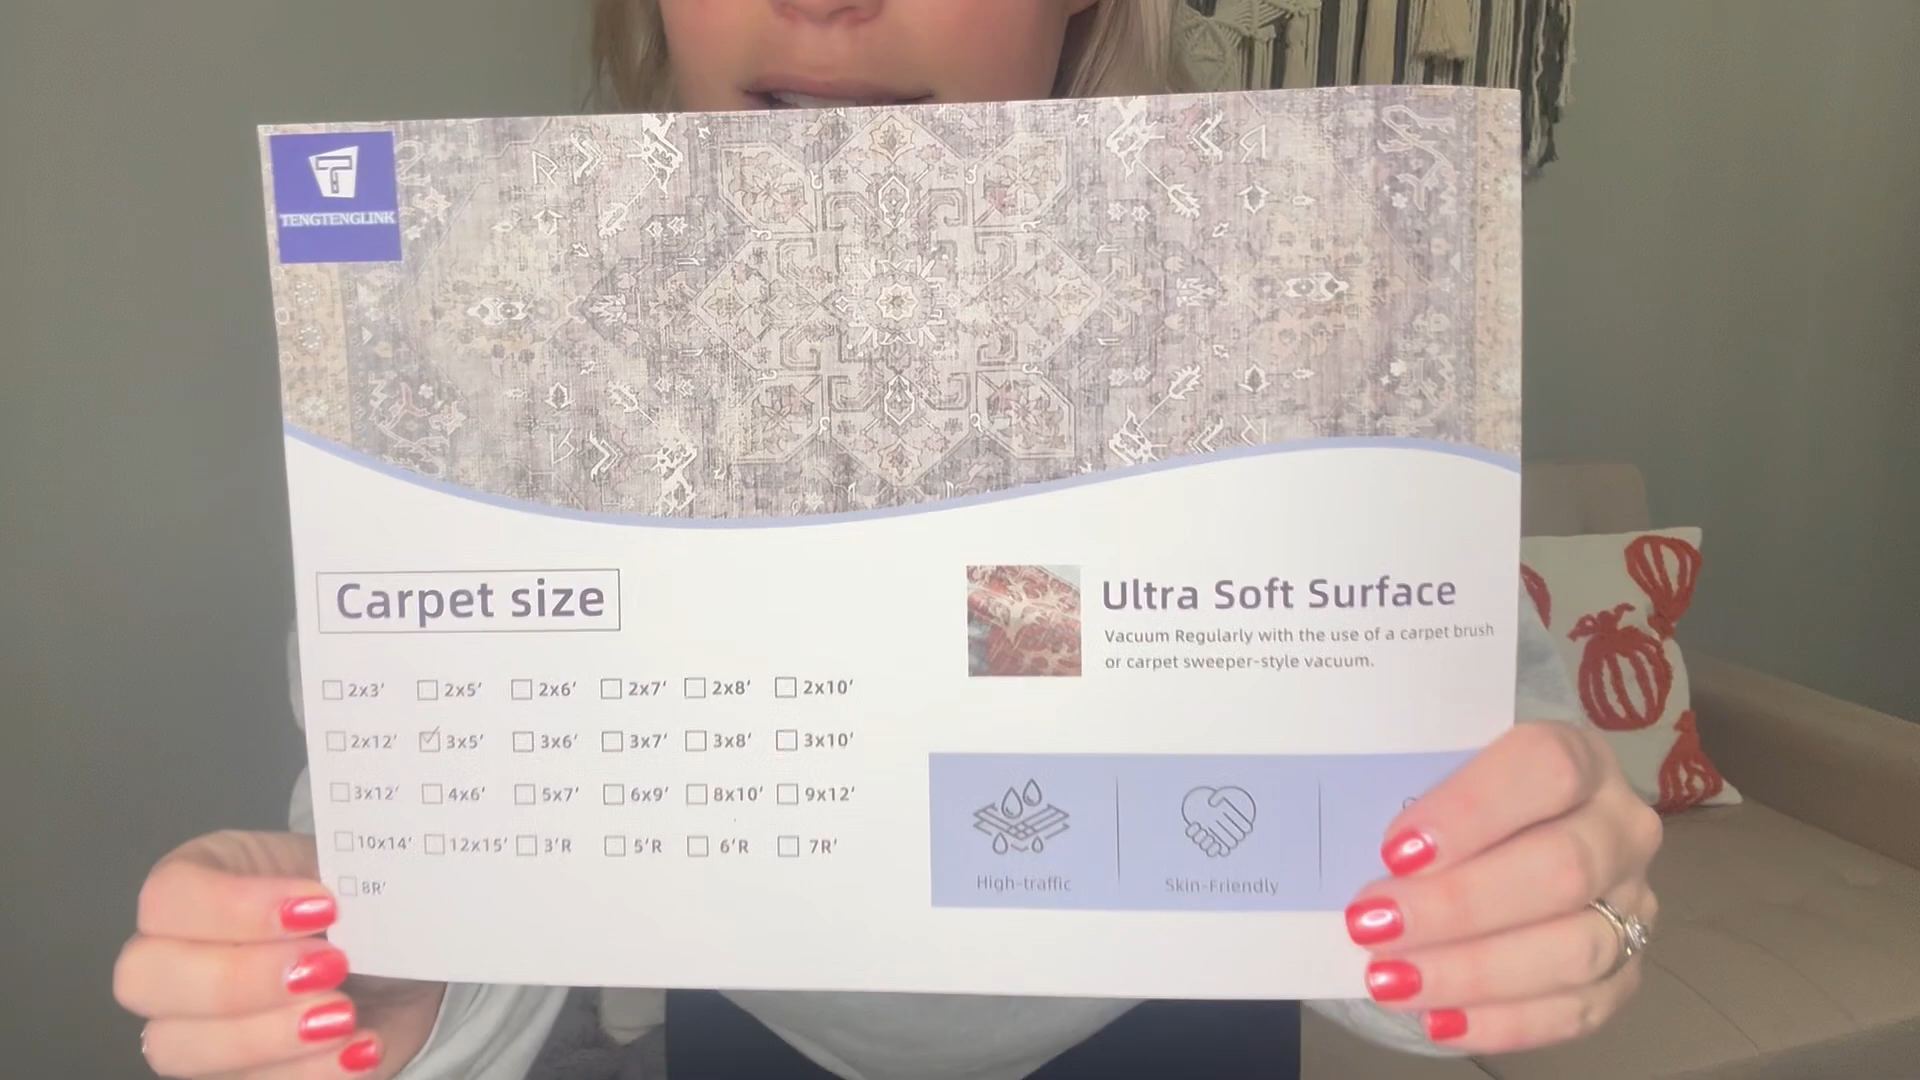 TENGTENGLINK
Carpet size
2x3' 2x5' 2x6' 2x7' 2x8' 2x10'
2x12' 3x5' 3x6' 3x7' 3x8' 3x10'
3x12' 4x6' 5x7' 6x9' 8x10' 9x12'
10x14' 12x15' 3'R 5'R 6'R 7R'
8R'
Ultra Soft Surface
Vacuum Regularly with the use of a carpet brush
or carpet sweeper-style vacuum.
High-traffic Skin-Friendly